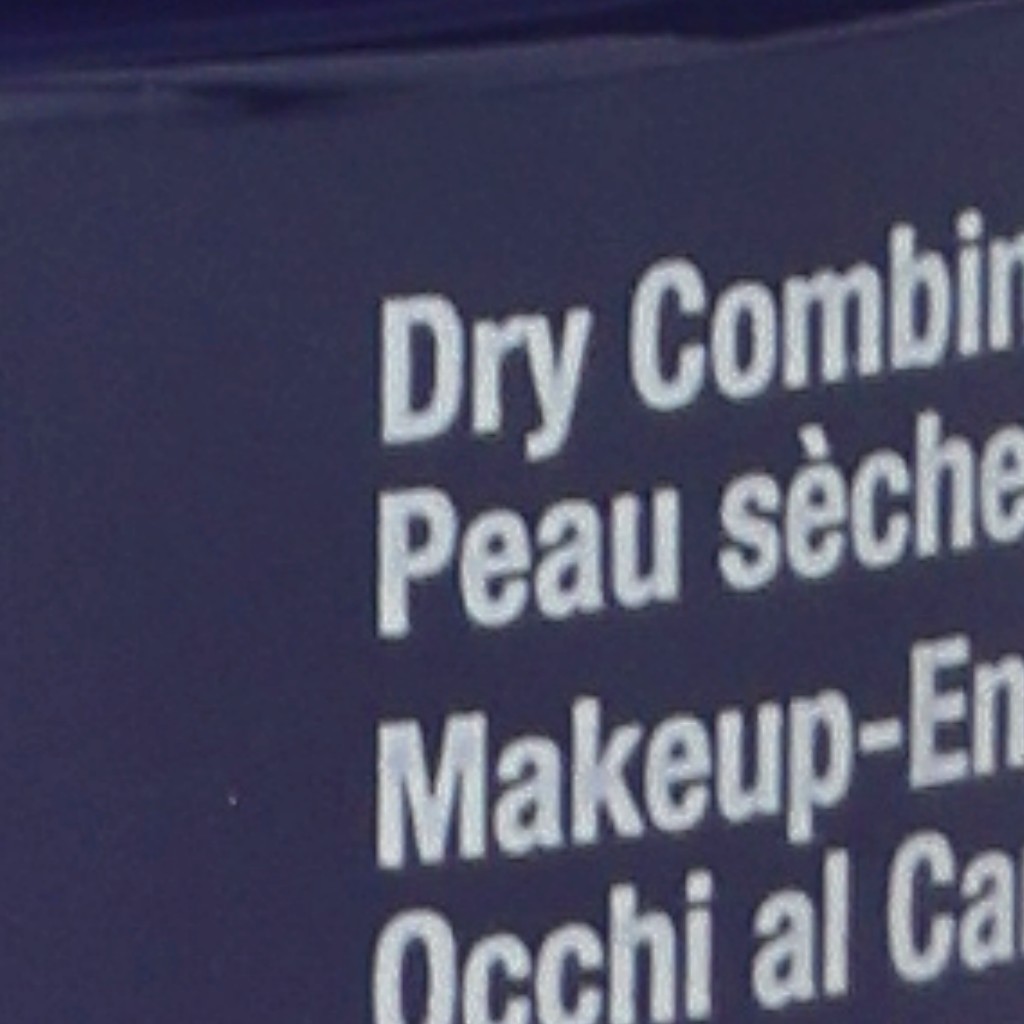 Dry Combin
Peau sèche
Makeup-En
Occhi al Ca